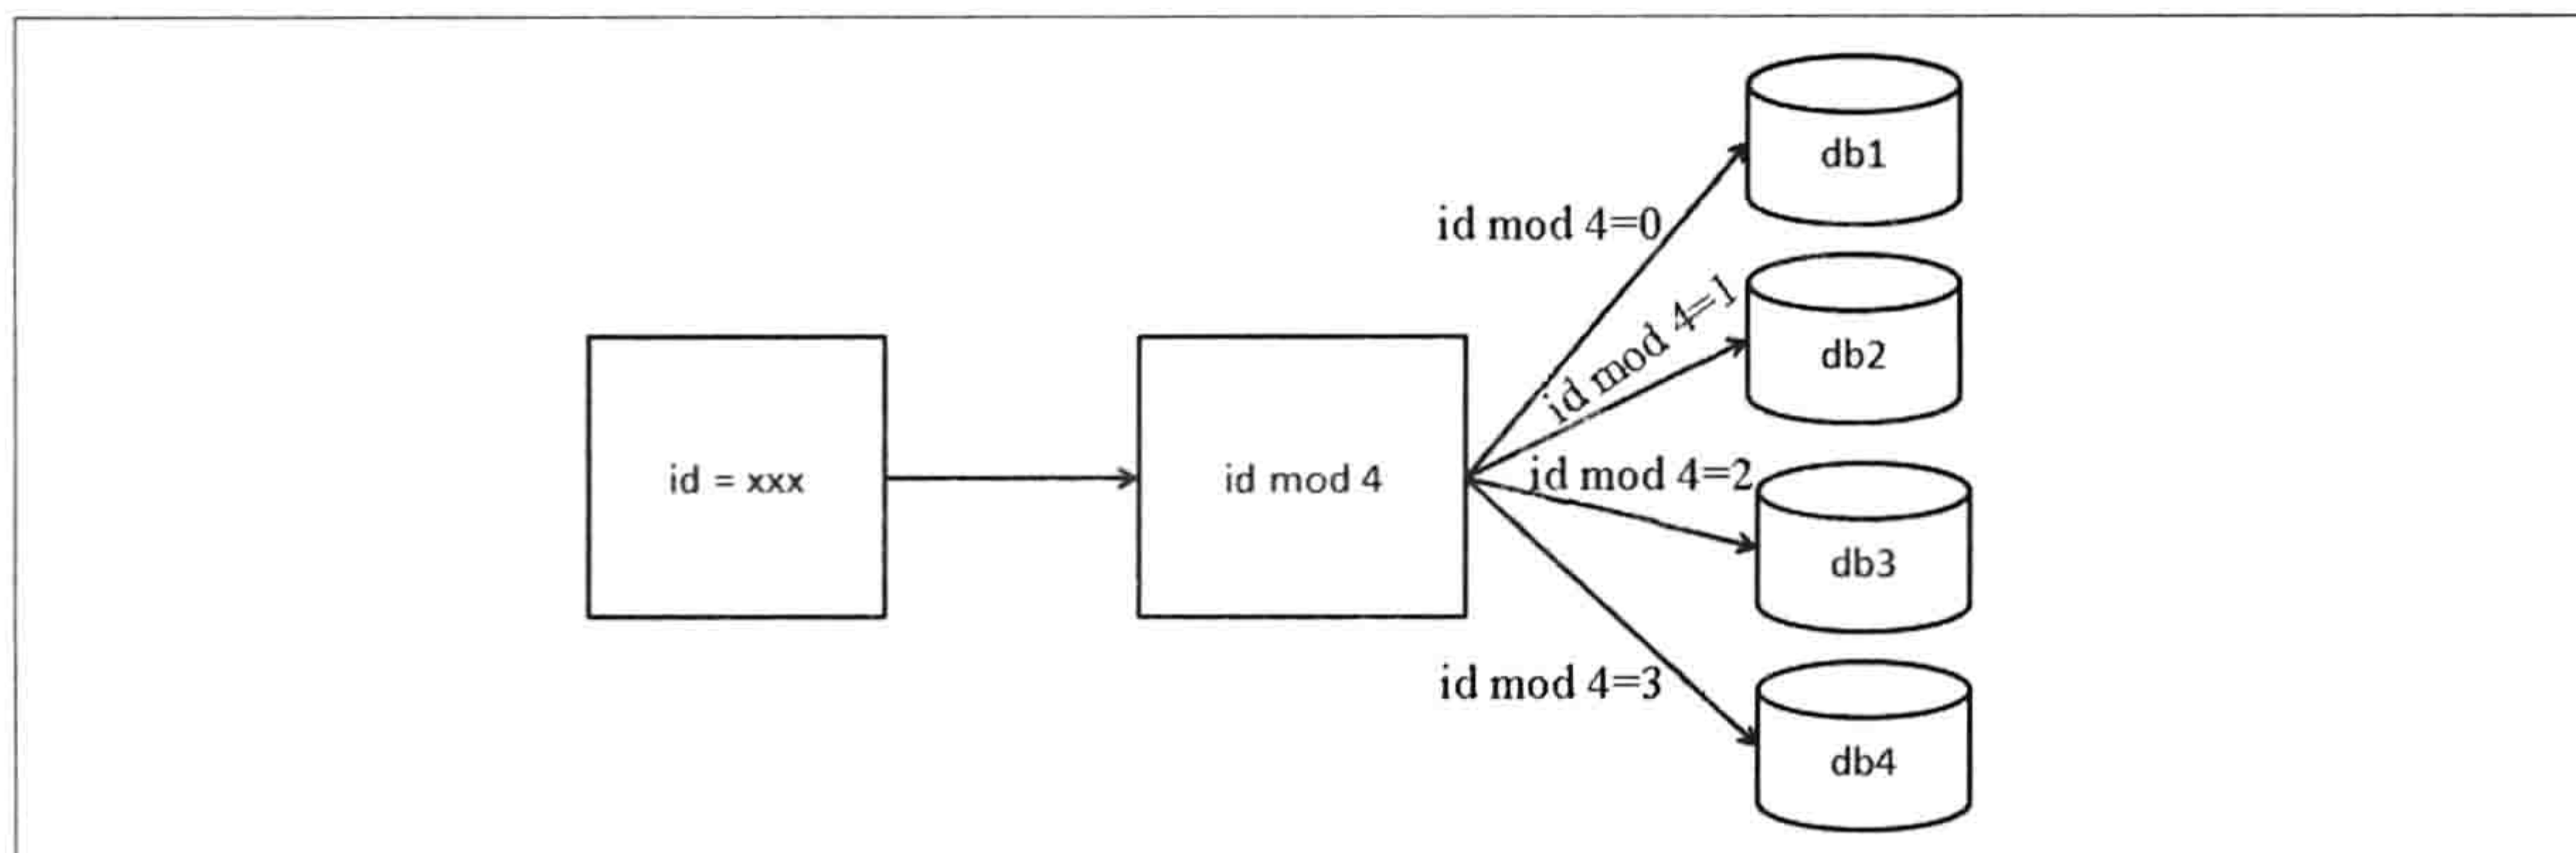 db1
id mod 4=0
id mod 4=1
db2
id = xxx
id mod 4
id mod 4=2
db3
id mod 4=3
db4